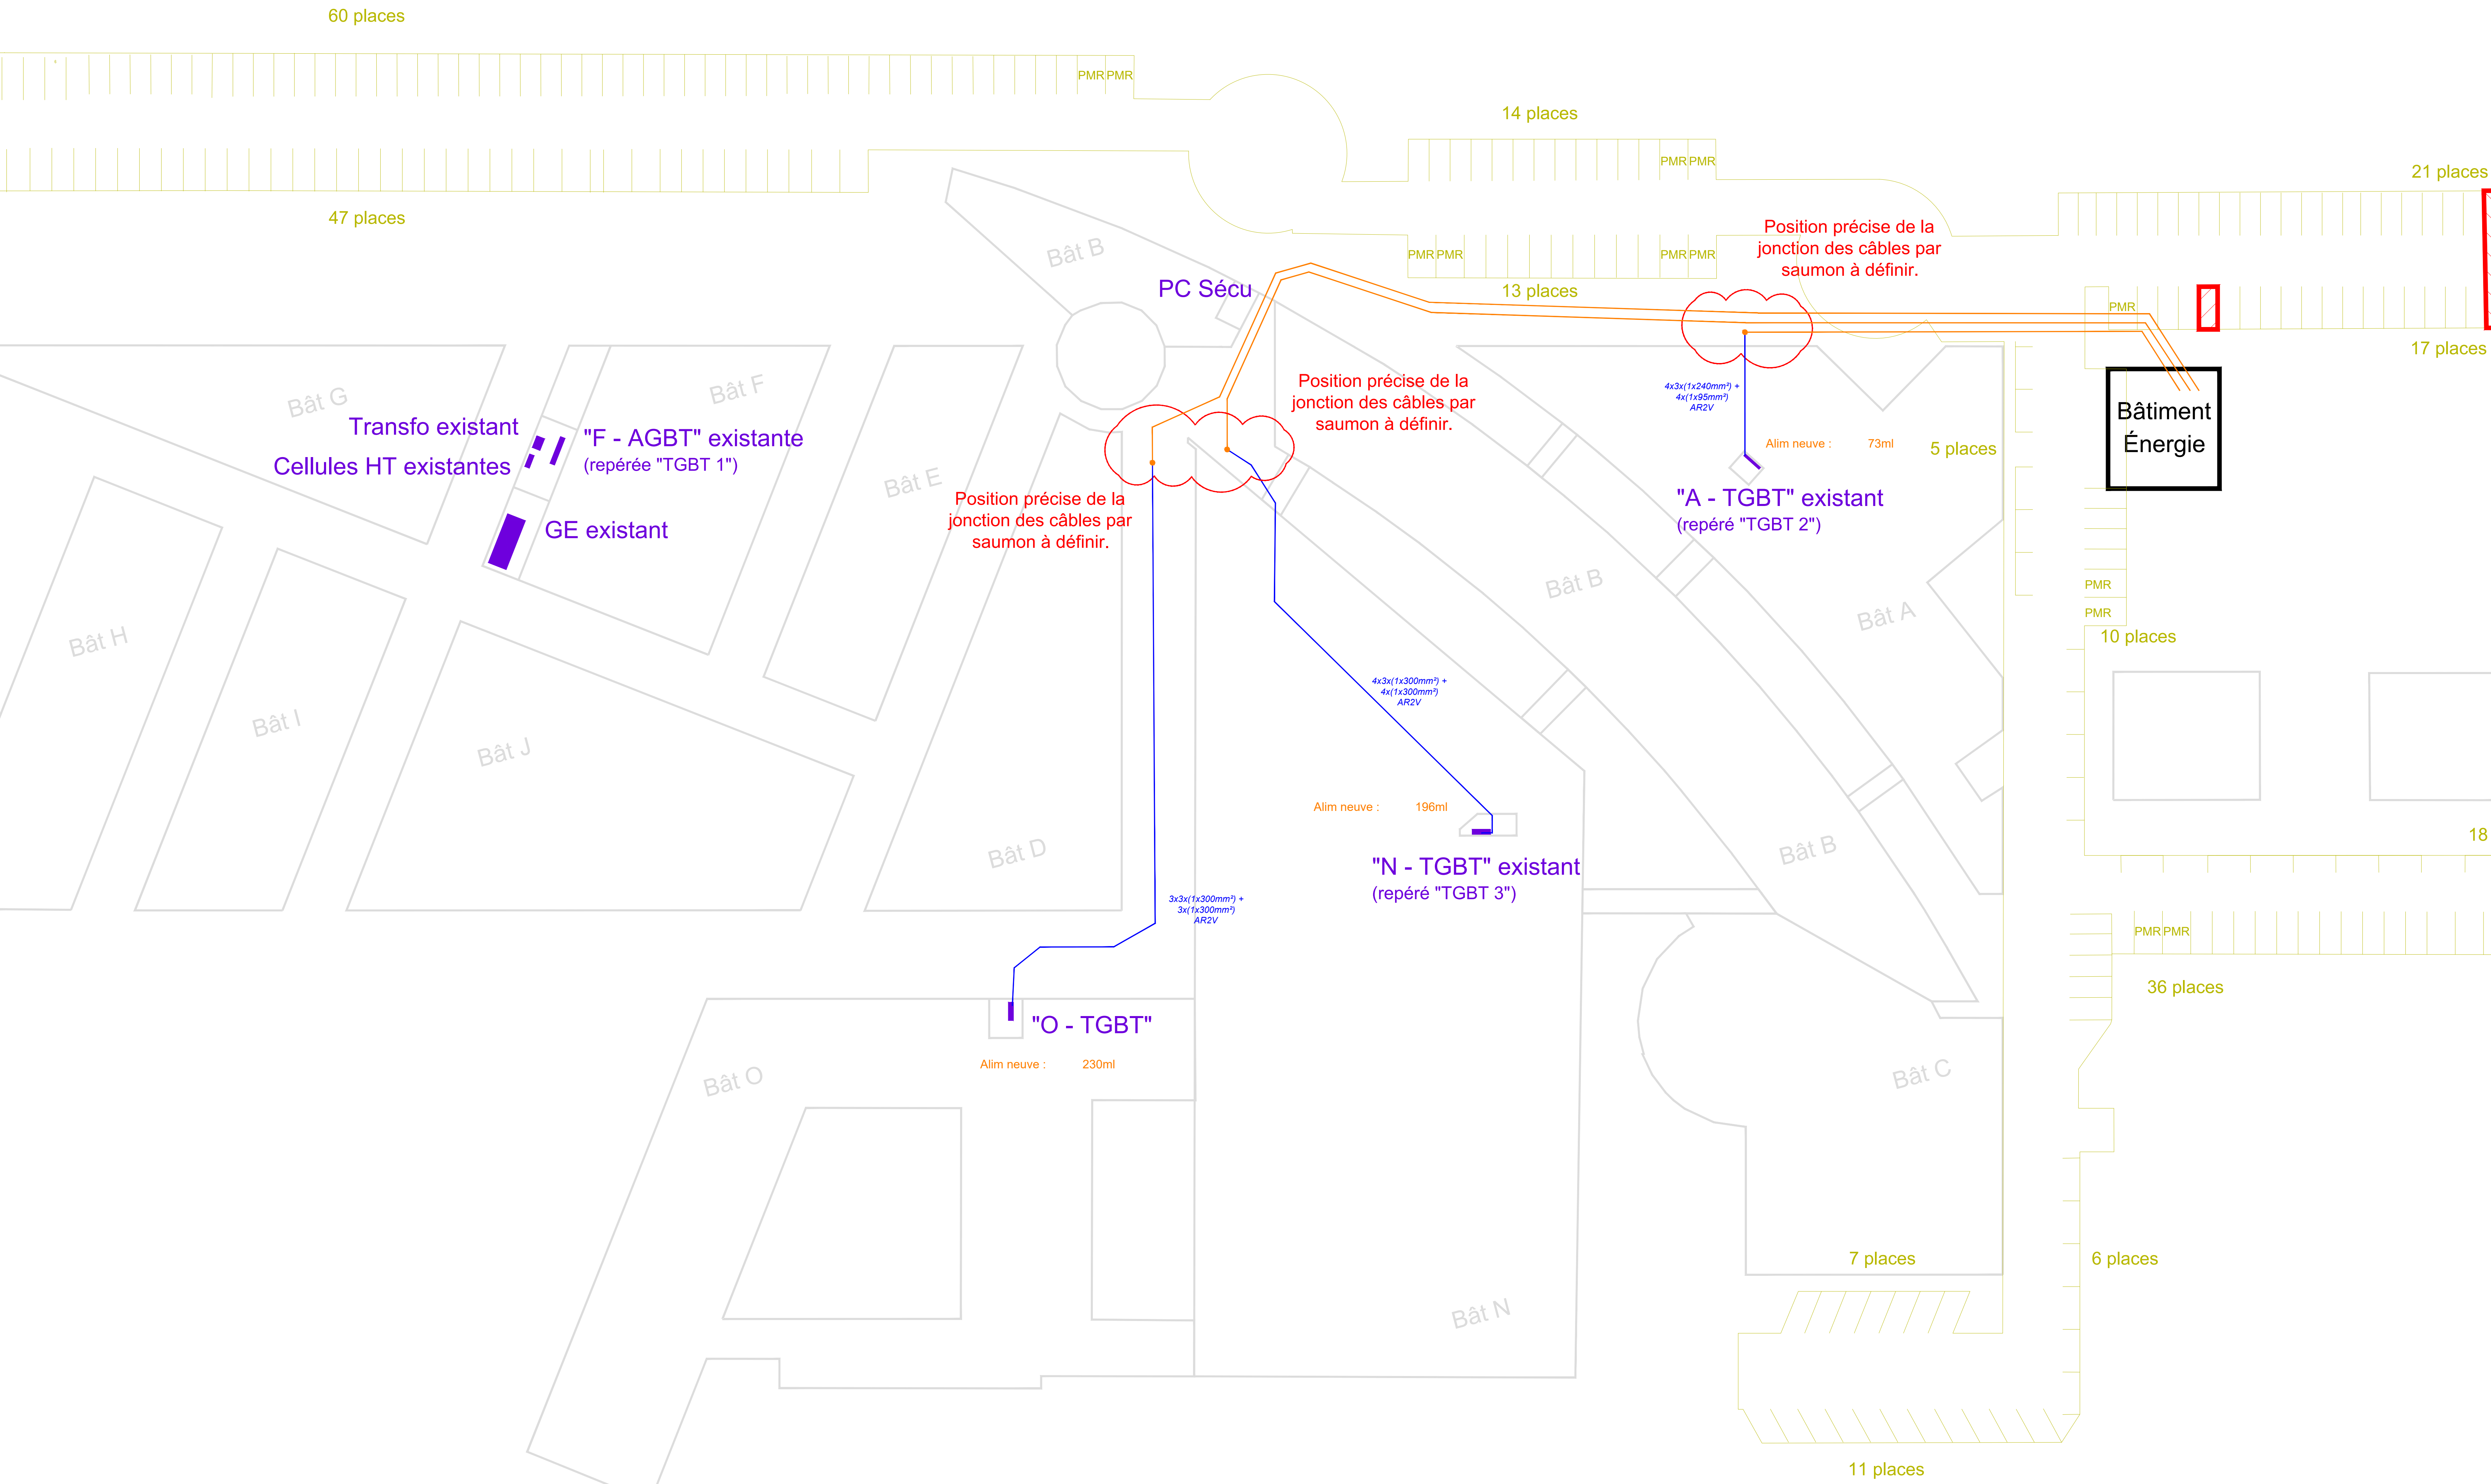 60 places
PMR PMR
14 places
PMR PMR
21 places
47 places
Position précise de la
jonction des câbles par
saumon à définir.
Bât B
PMR PMR
PMR PMR
PC Sécu
13 places
PMR
17 places
Position précise de la
jonction des câbles par
saumon à définir.
4x3x(1x240mm²) +
4x(1x95mm²)
AR2V
Bât G
Bât F
Transfo existant
"F - AGBT" existante
(repérée "TGBT 1")
Cellules HT existantes
Bâtiment
Énergie
Alim neuve : 73ml
5 places
Bât E
Position précise de la
jonction des câbles par
saumon à définir.
"A - TGBT" existant
(repéré "TGBT 2")
GE existant
Bât B
PMR
PMR
Bât A
10 places
Bât H
4x3x(1x300mm²) +
4x(1x300mm²)
AR2V
Bât I
Bât J
Alim neuve : 196ml
18
Bât D
Bât B
"N - TGBT" existant
(repéré "TGBT 3")
3x3x(1x300mm²) +
3x(1x300mm²)
AR2V
PMR PMR
36 places
"O - TGBT"
Alim neuve : 230ml
Bât O
Bât C
7 places
6 places
Bât N
11 places